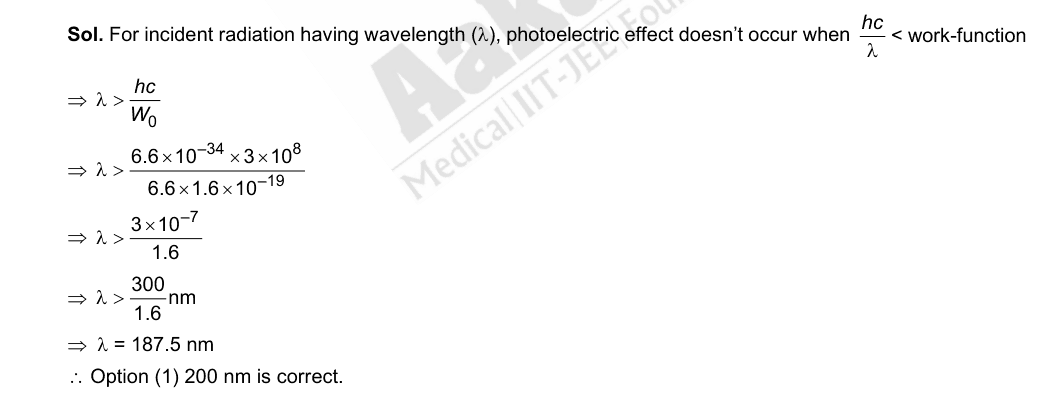 Sol. For incident radiation having wavelength (λ), photoelectric effect doesn't occur when hc/λ < work-function
⇒ λ > hc/W₀
⇒ λ > 6.6×10⁻³⁴ ×3×10⁸/6.6×1.6×10⁻¹⁹
⇒ λ > 3×10⁻⁷/1.6
⇒ λ > 300/1.6 nm
⇒ λ = 187.5 nm
∴ Option (1) 200 nm is correct.
Medical|IIT-JEE|Foun